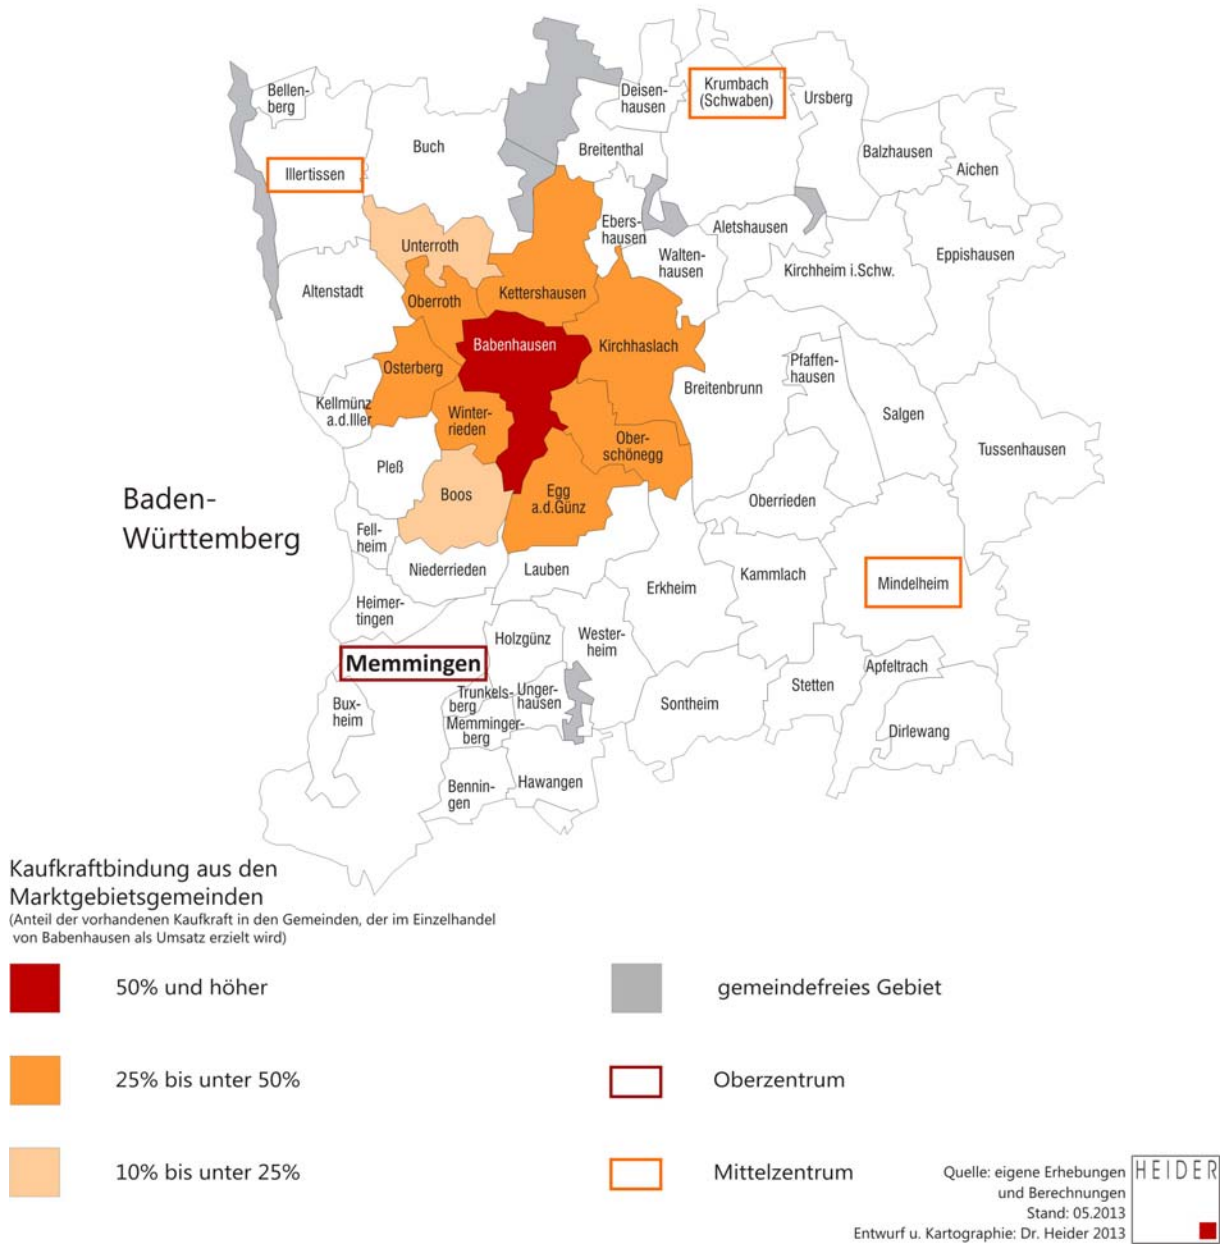 Bellen-
berg
Deisen-
hausen
Krumbach
(Schwaben)
Ursberg
Buch
Breitenthal
Balzhausen
Aichen
Illertissen
Unterroth
Ebers-
hausen
Aletshausen
Walten-
hausen
Eppishausen
Kirchheim i.Schw.
Altenstadt
Oberroth
Kettershausen
Babenhausen
Kirchhaslach
Osterberg
Pfaffen-
hausen
Breitenbrunn
Kellmünz
a.d.Iller
Winter-
rieden
Salgen
Ober-
schönegg
Tussenhausen
Pleß
Boos
Egg
a.d.Günz
Oberrieden
Baden-
Württemberg
Fell-
heim
Niederrieden
Lauben
Erkheim
Kammlach
Mindelheim
Heimer-
tingen
Holzgünz
Wester-
heim
Memmingen
Apfeltrach
Stetten
Trunkels-
berg
Unger-
hausen
Bux-
heim
Sontheim
Memminger-
berg
Dirlewang
Bennin-
gen
Hawangen
Kaufkraftbindung aus den
Marktgebietsgemeinden
(Anteil der vorhandenen Kaufkraft in den Gemeinden, der im Einzelhandel
von Babenhausen als Umsatz erzielt wird)
50% und höher
gemeindefreies Gebiet
25% bis unter 50%
Oberzentrum
10% bis unter 25%
Mittelzentrum
Quelle: eigene Erhebungen
und Berechnungen
Stand: 05.2013
Entwurf u. Kartographie: Dr. Heider 2013
HEIDER